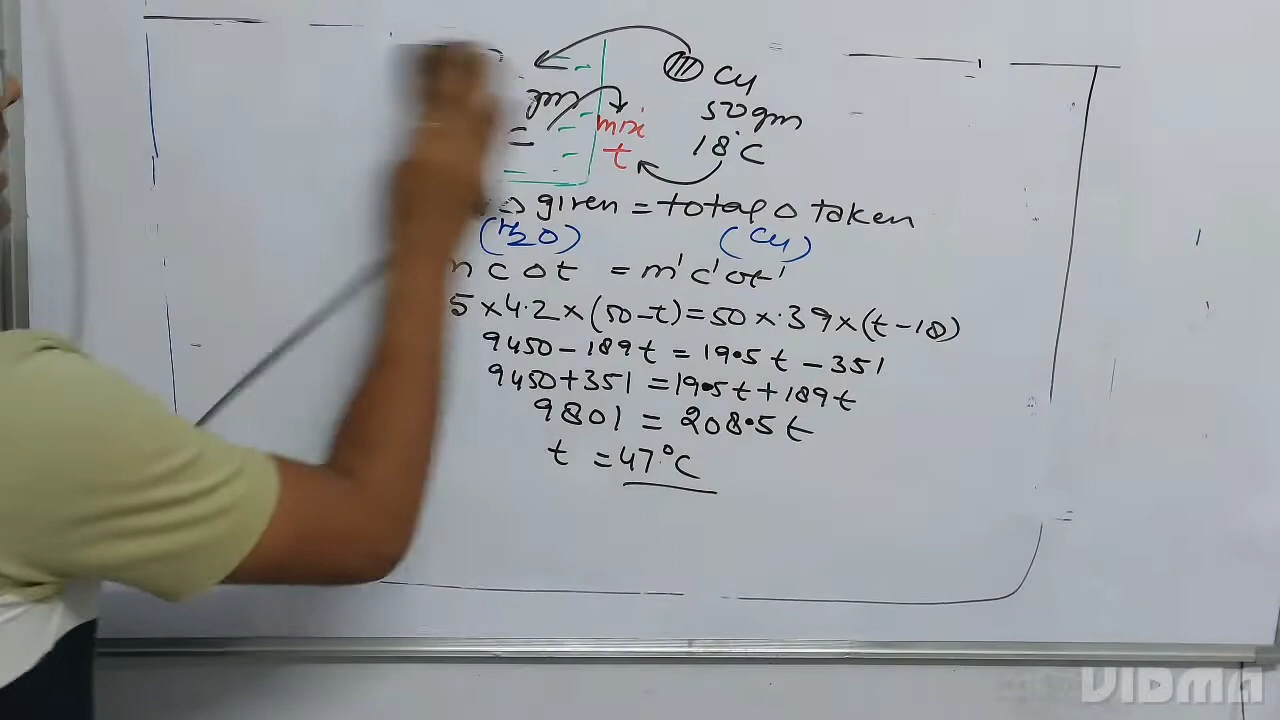 Cu
50gm
gm
mix
18°C
t
given = total Q taken
(H2O) (Cu)
m c Δt = m' c' Δt'
5 × 4.2 × (50 - t) = 50 × .39 × (t - 18)
9450 - 189t = 19.5t - 351
9450 + 351 = 19.5t + 189t
9801 = 208.5t
t = 47°C
VIDMA